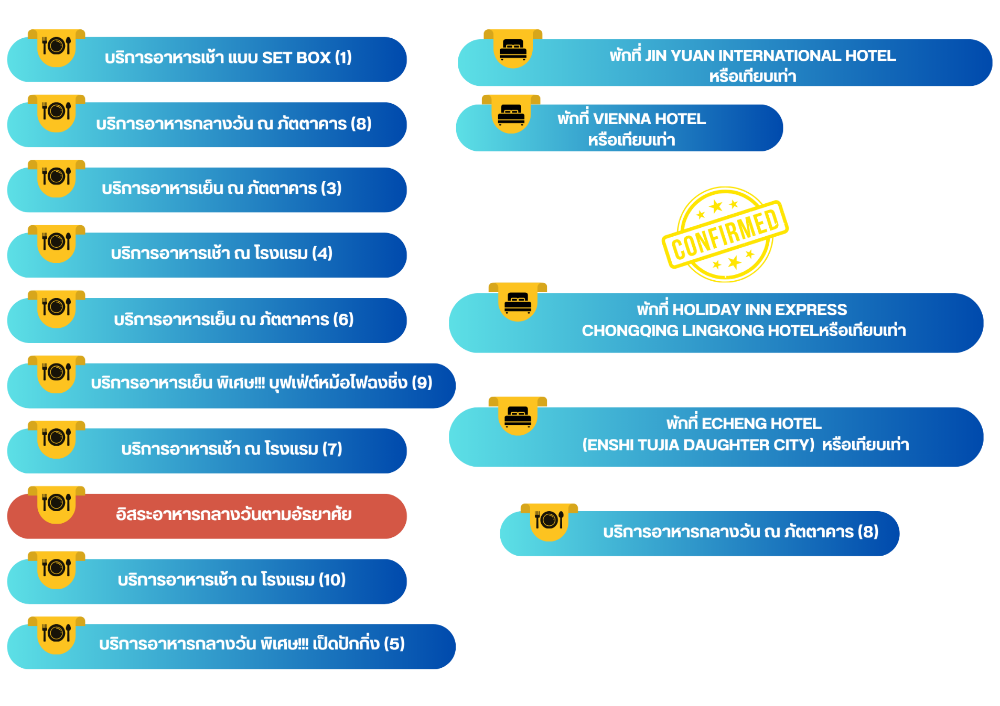 บริการอาหารเช้า แบบ SET BOX (1)
บริการอาหารกลางวัน ณ ภัตตาคาร (8)
บริการอาหารเย็น ณ ภัตตาคาร (3)
บริการอาหารเช้า ณ โรงแรม (4)
บริการอาหารเย็น ณ ภัตตาคาร (6)
บริการอาหารเย็น พิเศษ!!! บุฟเฟ่ต์หม้อไฟฉงชิ่ง (9)
บริการอาหารเช้า ณ โรงแรม (7)
อิสระอาหารกลางวันตามอัธยาศัย
บริการอาหารเช้า ณ โรงแรม (10)
บริการอาหารกลางวัน พิเศษ!!! เป็ดปักกิ่ง (5)
พักที่ JIN YUAN INTERNATIONAL HOTEL
หรือเทียบเท่า
พักที่ VIENNA HOTEL
หรือเทียบเท่า
CONFIRMED
พักที่ HOLIDAY INN EXPRESS
CHONGQING LINGKONG HOTELหรือเทียบเท่า
พักที่ ECHENG HOTEL
(ENSHI TUJIA DAUGHTER CITY) หรือเทียบเท่า
บริการอาหารกลางวัน ณ ภัตตาคาร (8)